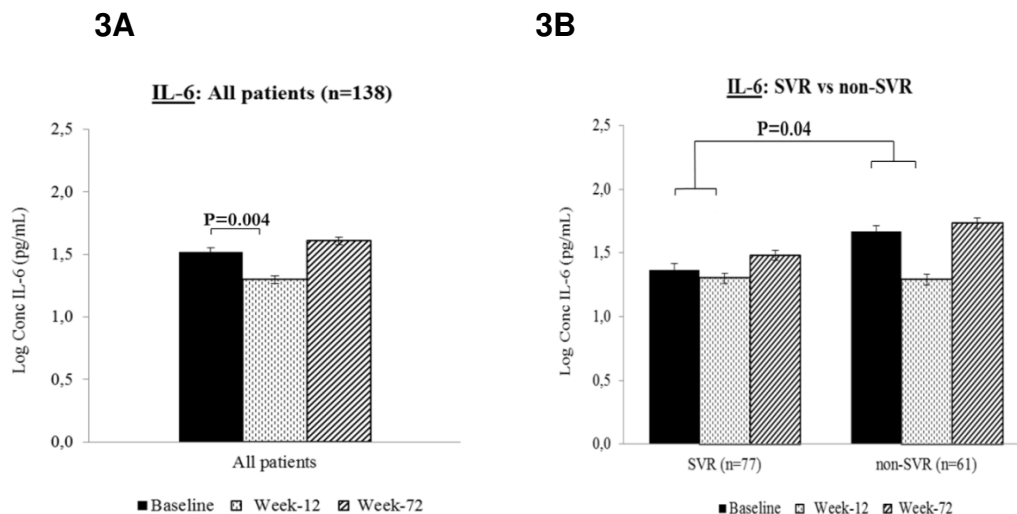 3A
IL-6: All patients (n=138)
Log Conc IL-6 (pg/mL)
2,5
2,0
1,5
1,0
0,5
0,0
P=0.004
All patients
Baseline Week-12 Week-72
3B
IL-6: SVR vs non-SVR
Log Conc IL-6 (pg/mL)
2,5
2,0
1,5
1,0
0,5
0,0
P=0.04
SVR (n=77) non-SVR (n=61)
Baseline Week-12 Week-72